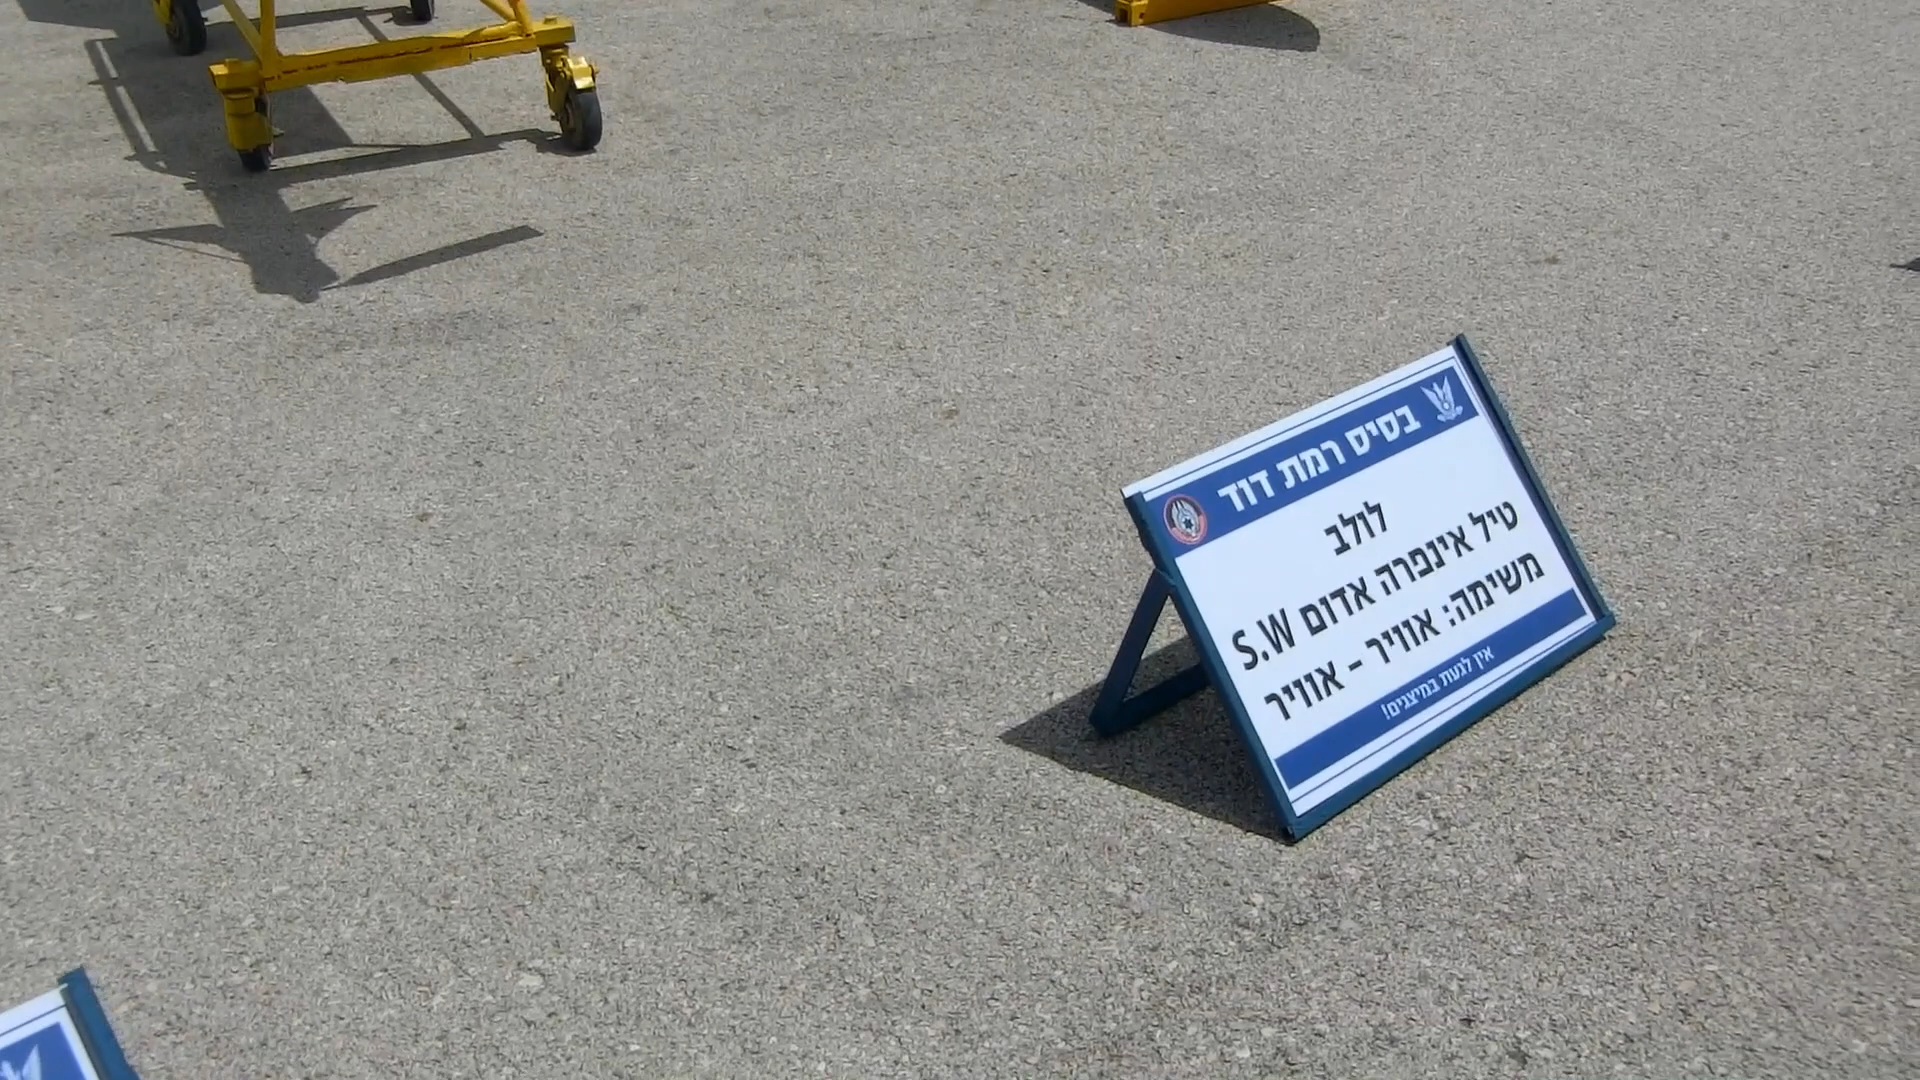 בסיס רמת דוד
לולב
טיל אינפרה אדום S.W
משימה: אוויר – אוויר
אין לגעת במיצגים!